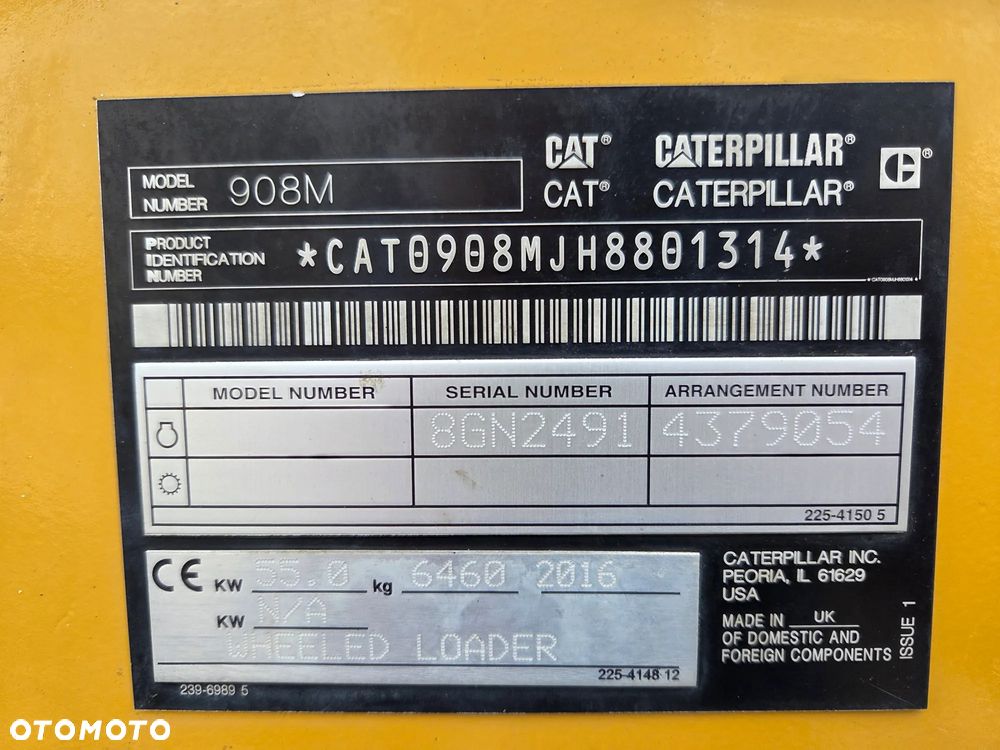 CAT® CATERPILLAR®
CAT® CATERPILLAR®
C®
MODEL NUMBER 908M
PRODUCT IDENTIFICATION NUMBER *CAT0908MJH8801314*
MODEL NUMBER SERIAL NUMBER ARRANGEMENT NUMBER
8GN2491 4379054
225-4150 5
CE KW 55.0 kg 6460 2016
KW N/A
WHEELED LOADER
225-4148 12
239-6989 5
CATERPILLAR INC.
PEORIA, IL 61629
USA
MADE IN UK
OF DOMESTIC AND
FOREIGN COMPONENTS
ISSUE 1
OTOMOTO